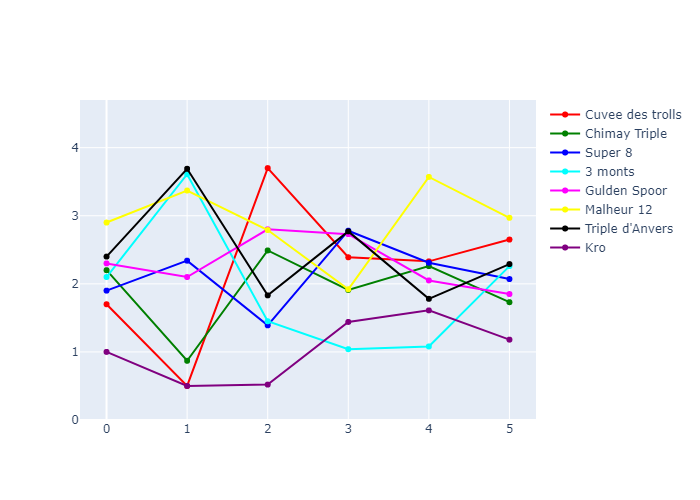 4
3
2
1
0
0 1 2 3 4 5
Cuvee des trolls
Chimay Triple
Super 8
3 monts
Gulden Spoor
Malheur 12
Triple d'Anvers
Kro